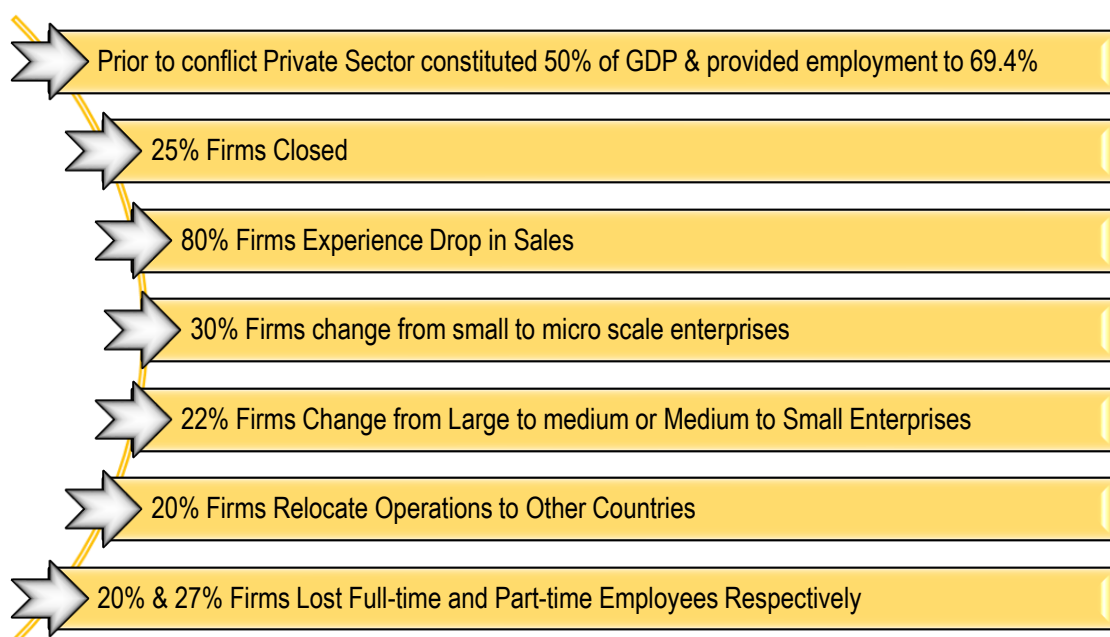 Prior to conflict Private Sector constituted 50% of GDP & provided employment to 69.4%
25% Firms Closed
80% Firms Experience Drop in Sales
30% Firms change from small to micro scale enterprises
22% Firms Change from Large to medium or Medium to Small Enterprises
20% Firms Relocate Operations to Other Countries
20% & 27% Firms Lost Full-time and Part-time Employees Respectively